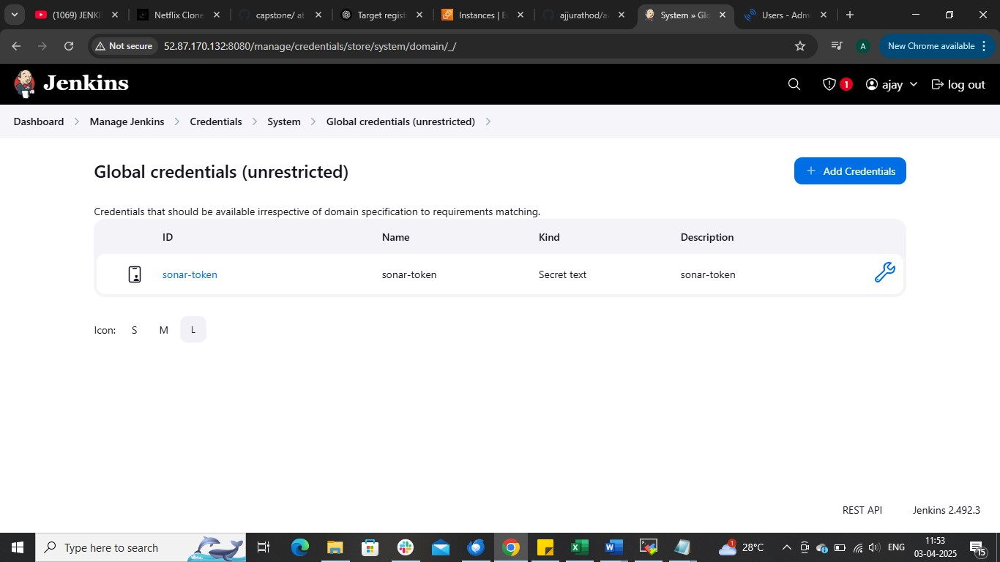 (1069) JENKI
Netflix Clone
capstone/ at
Target regist
Instances | E
ajjurathod/a
System » Glo
Users - Adm
Not secure
52.87.170.132:8080/manage/credentials/store/system/domain/_/
A
New Chrome available
Jenkins
1
ajay
log out
Dashboard
Manage Jenkins
Credentials
System
Global credentials (unrestricted)
Global credentials (unrestricted)
+ Add Credentials
Credentials that should be available irrespective of domain specification to requirements matching.
ID
Name
Kind
Description
sonar-token
sonar-token
Secret text
sonar-token
Icon:
S
M
L
REST API
Jenkins 2.492.3
Type here to search
1
28°C
ENG
11:53
03-04-2025
15